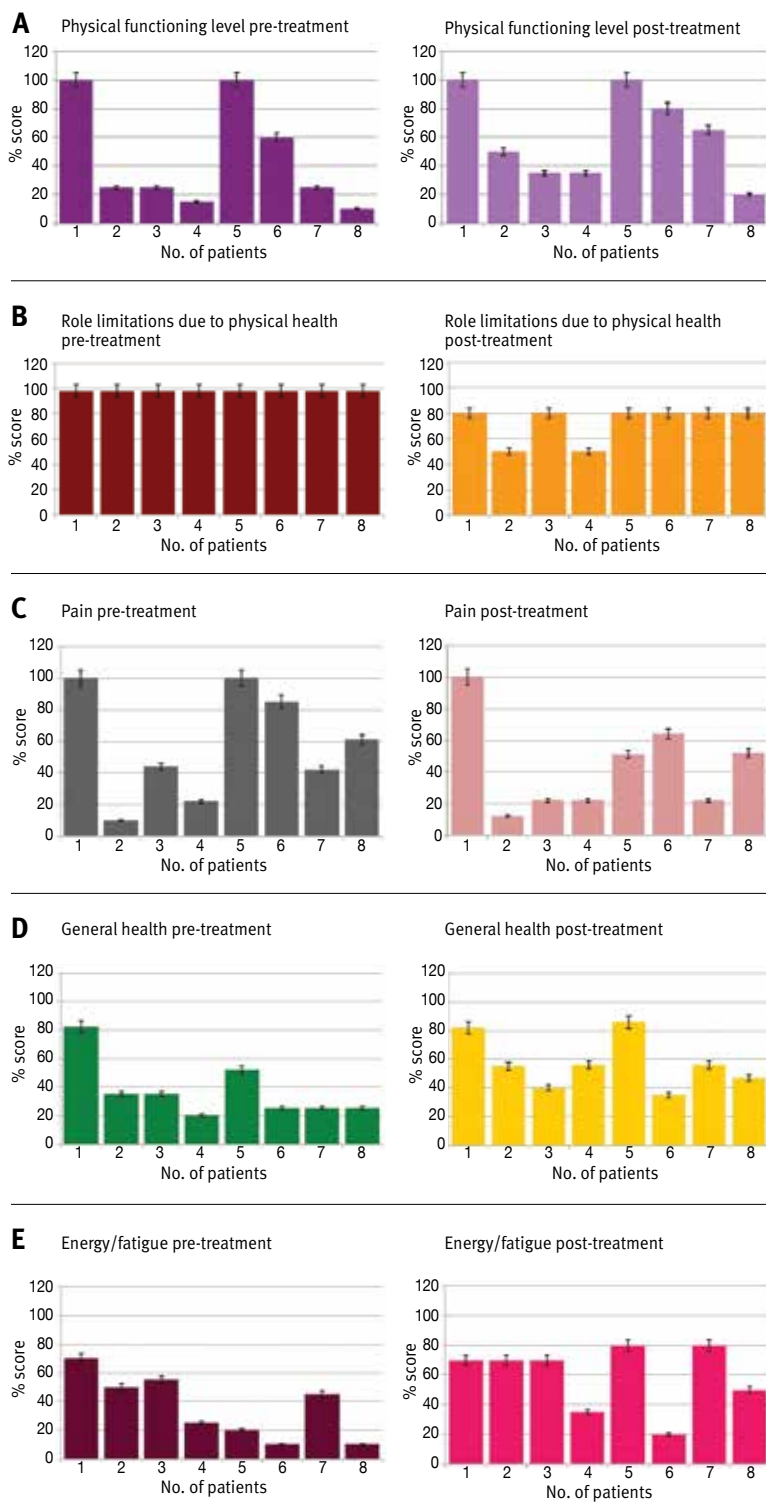 A
Physical functioning level pre-treatment
Physical functioning level post-treatment
120
100
80
60
40
20
0
% score
1 2 3 4 5 6 7 8
No. of patients
120
100
80
60
40
20
0
% score
1 2 3 4 5 6 7 8
No. of patients
B
Role limitations due to physical health
pre-treatment
Role limitations due to physical health
post-treatment
120
100
80
60
40
20
0
% score
1 2 3 4 5 6 7 8
No. of patients
120
100
80
60
40
20
0
% score
1 2 3 4 5 6 7 8
No. of patients
C
Pain pre-treatment
Pain post-treatment
120
100
80
60
40
20
0
% score
1 2 3 4 5 6 7 8
No. of patients
120
100
80
60
40
20
0
% score
1 2 3 4 5 6 7 8
No. of patients
D
General health pre-treatment
General health post-treatment
120
100
80
60
40
20
0
% score
1 2 3 4 5 6 7 8
No. of patients
120
100
80
60
40
20
0
% score
1 2 3 4 5 6 7 8
No. of patients
E
Energy/fatigue pre-treatment
Energy/fatigue post-treatment
120
100
80
60
40
20
0
% score
1 2 3 4 5 6 7 8
No. of patients
120
100
80
60
40
20
0
% score
1 2 3 4 5 6 7 8
No. of patients